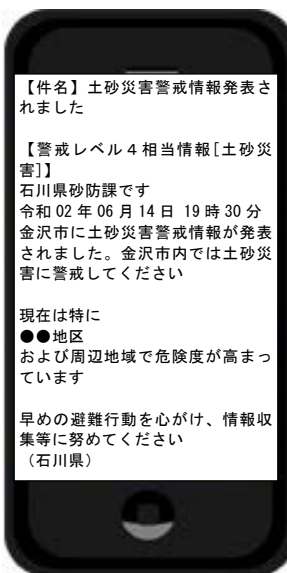 【件名】土砂災害警戒情報発表さ
れました
【警戒レベル４相当情報[土砂災
害]】
石川県砂防課です
令和 02 年 06 月 14 日 19 時 30 分
金沢市に土砂災害警戒情報が発表
されました。金沢市内では土砂災
害に警戒してください
現在は特に
●●地区
および周辺地域で危険度が高まっ
ています
早めの避難行動を心がけ、情報収
集等に努めてください
（石川県）